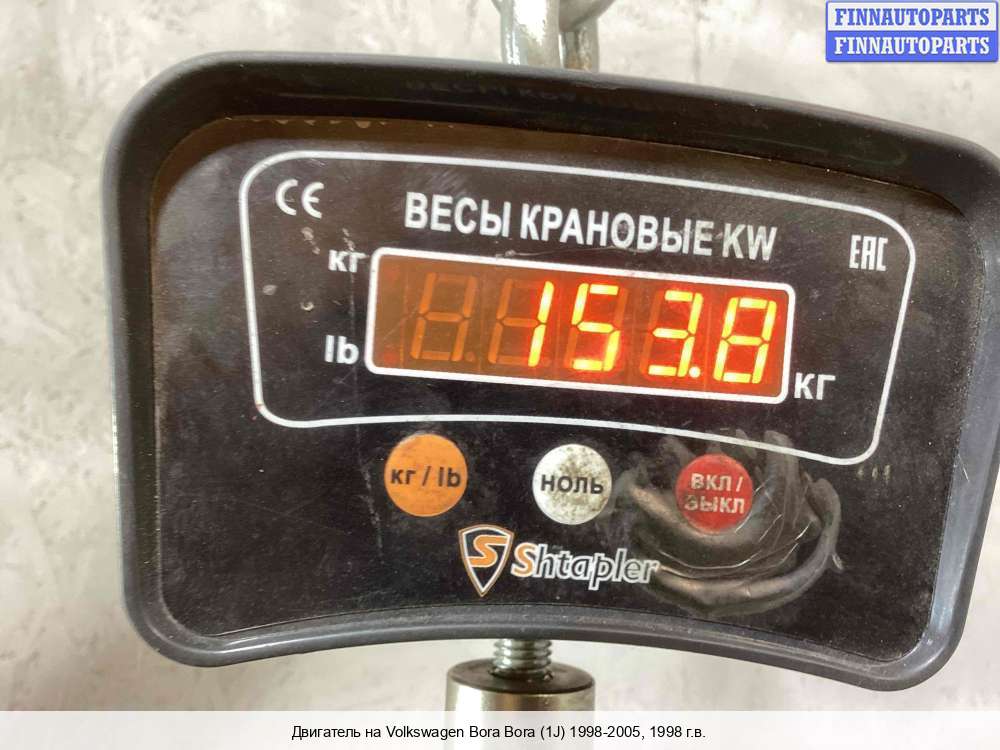 FINNAUTOPARTS
FINNAUTOPARTS
CE
ВЕСЫ КРАНОВЫЕ KW
EAC
кг
153.8
lb
кг
кг / lb
НОЛЬ
ВКЛ /
ВЫКЛ
S Shtapler
Двигатель на Volkswagen Bora Bora (1J) 1998-2005, 1998 г.в.